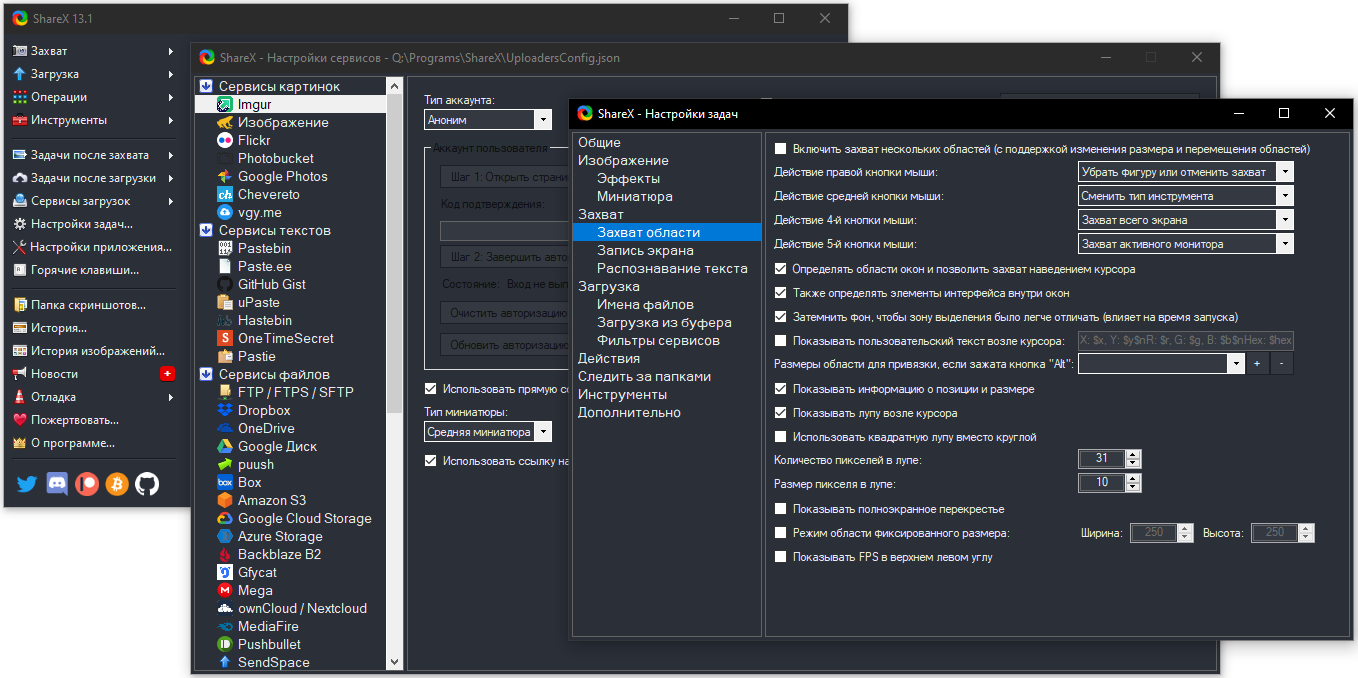 ShareX 13.1
Захват
Загрузка
Операции
Инструменты
Задачи после захвата
Задачи после загрузки
Сервисы загрузок
Настройки задач...
Настройки приложения...
Горячие клавиши...
Папка скриншотов...
История...
История изображений...
Новости
Отладка
Пожертвовать...
О программе...
ShareX - Настройки сервисов - Q:\Programs\ShareX\UploadersConfig.json
Сервисы картинок
Imgur
Изображение
Flickr
Photobucket
Google Photos
Chevereto
vgy.me
Сервисы текстов
Pastebin
Paste.ee
GitHub Gist
uPaste
Hastebin
OneTimeSecret
Pastie
Сервисы файлов
FTP / FTPS / SFTP
Dropbox
OneDrive
Google Диск
puush
Box
Amazon S3
Google Cloud Storage
Azure Storage
Backblaze B2
Gfycat
Mega
ownCloud / Nextcloud
MediaFire
Pushbullet
SendSpace
Тип аккаунта:
Аноним
Аккаунт пользователя
Шаг 1: Открыть страни
Код подтверждения:
Шаг 2: Завершить авто
Состояние: Вход не вып
Очистить авторизацию
Обновить авторизацию
Использовать прямую сс
Тип миниатюры:
Средняя миниатюра
Использовать ссылку на
ShareX - Настройки задач
Общие
Изображение
Эффекты
Миниатюра
Захват
Захват области
Запись экрана
Распознавание текста
Загрузка
Имена файлов
Загрузка из буфера
Фильтры сервисов
Действия
Следить за папками
Инструменты
Дополнительно
Включить захват нескольких областей (с поддержкой изменения размера и перемещения областей)
Действие правой кнопки мыши: Убрать фигуру или отменить захват
Действие средней кнопки мыши: Сменить тип инструмента
Действие 4-й кнопки мыши: Захват всего экрана
Действие 5-й кнопки мыши: Захват активного монитора
Определять области окон и позволить захват наведением курсора
Также определять элементы интерфейса внутри окон
Затемнить фон, чтобы зону выделения было легче отличать (влияет на время запуска)
Показывать пользовательский текст возле курсора: X: $x, Y: $y$nR: $r, G: $g, B: $b$nHex: $hex
Размеры области для привязки, если зажата кнопка "Alt": + -
Показывать информацию о позиции и размере
Показывать лупу возле курсора
Использовать квадратную лупу вместо круглой
Количество пикселей в лупе: 31
Размер пикселя в лупе: 10
Показывать полноэкранное перекрестье
Режим области фиксированного размера: Ширина: 250 Высота: 250
Показывать FPS в верхнем левом углу